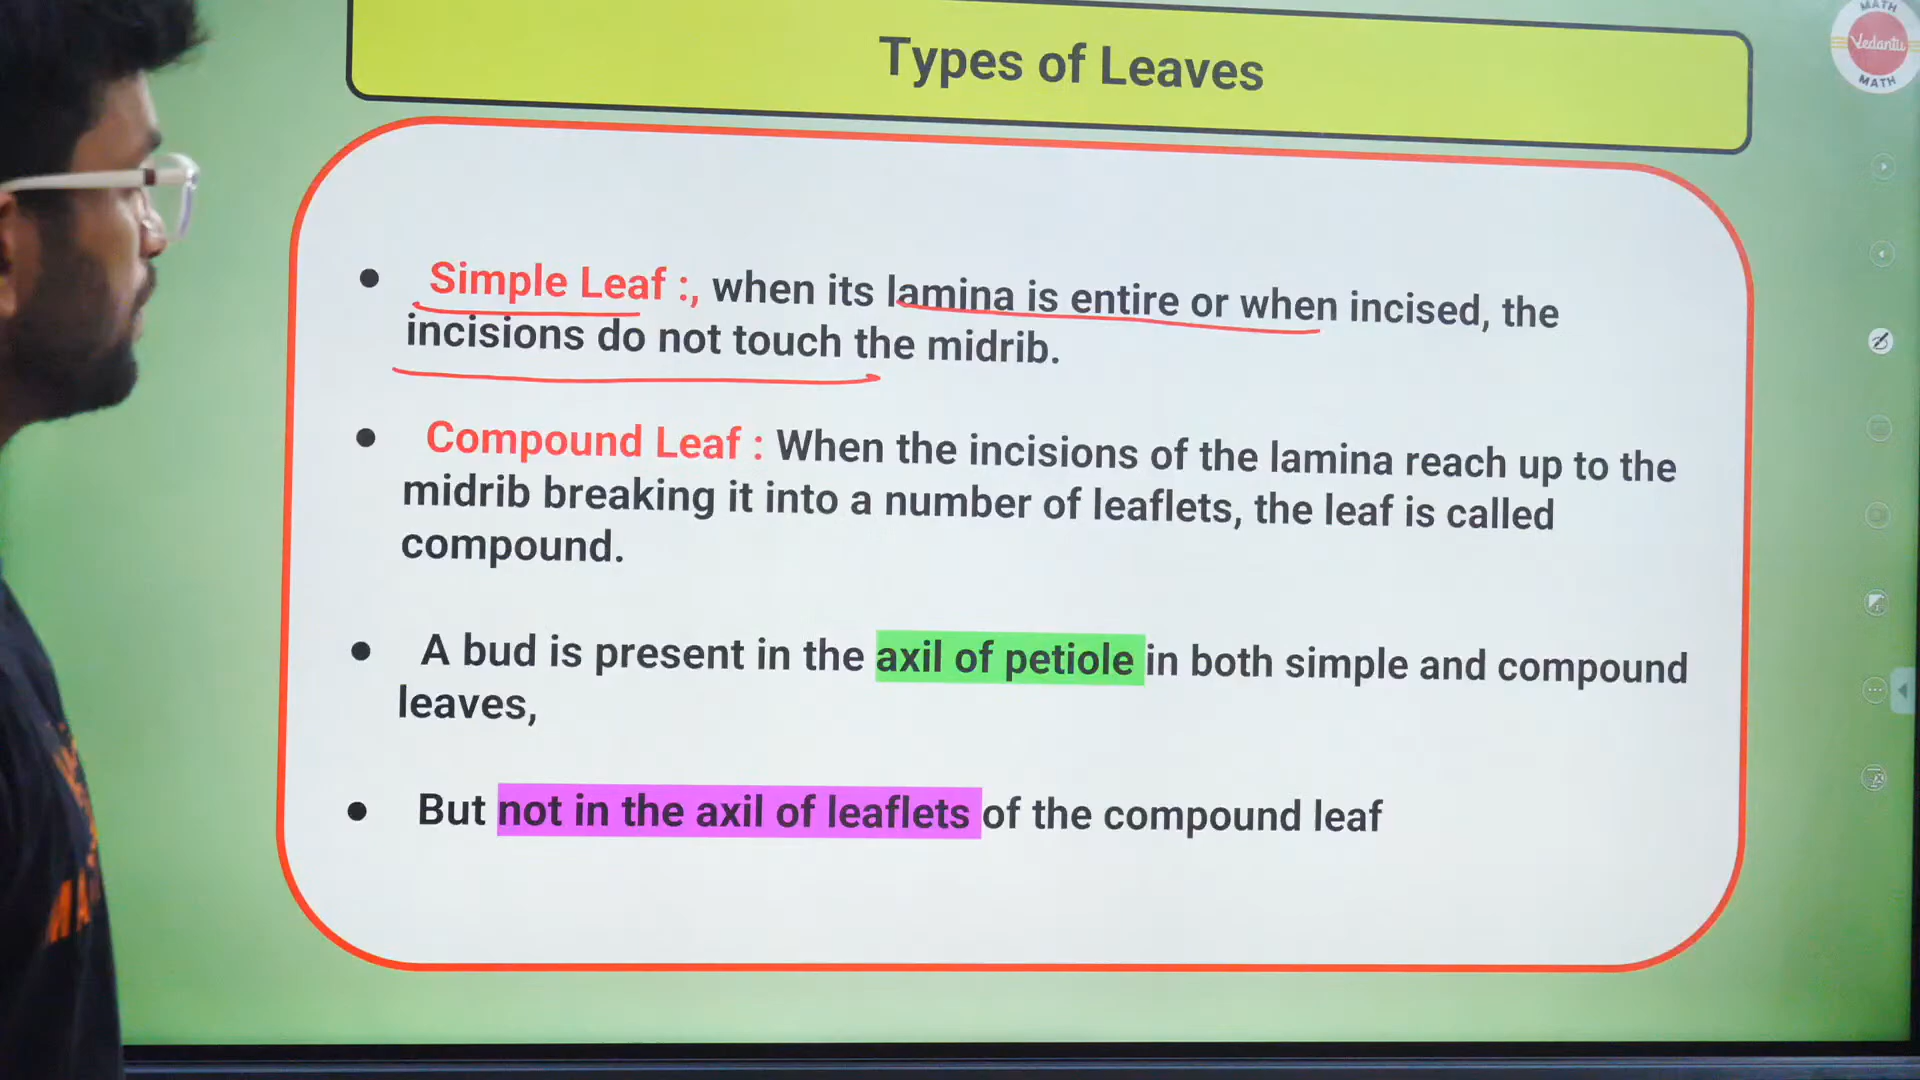 Types of Leaves
MATH
Vedantu
MATH
• Simple Leaf :, when its lamina is entire or when incised, the
incisions do not touch the midrib.
• Compound Leaf : When the incisions of the lamina reach up to the
midrib breaking it into a number of leaflets, the leaf is called
compound.
• A bud is present in the axil of petiole in both simple and compound
leaves,
• But not in the axil of leaflets of the compound leaf